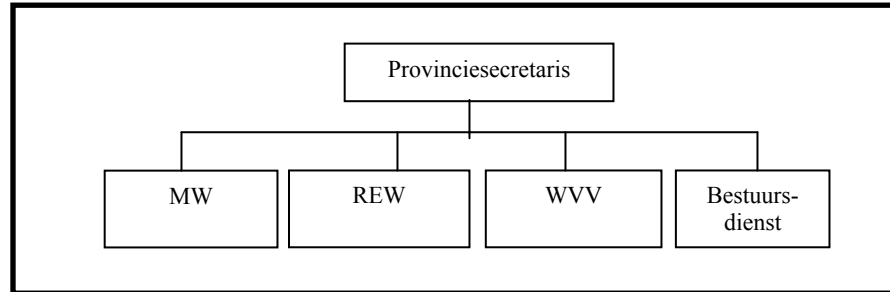 Provinciesecretaris
MW
REW
WVV
Bestuurs-
dienst